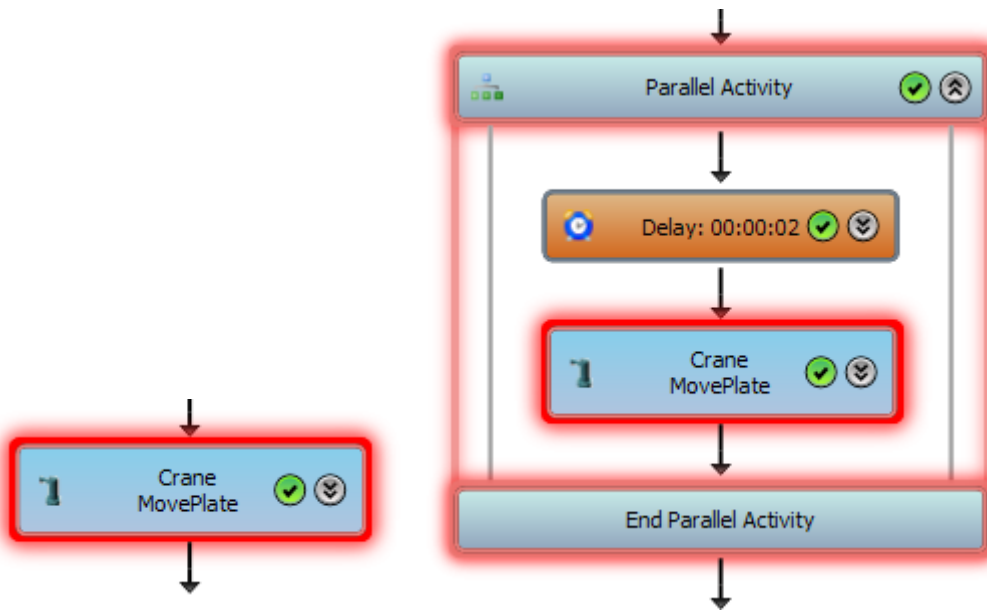 Parallel Activity
Delay: 00:00:02
Crane
MovePlate
End Parallel Activity
Crane
MovePlate